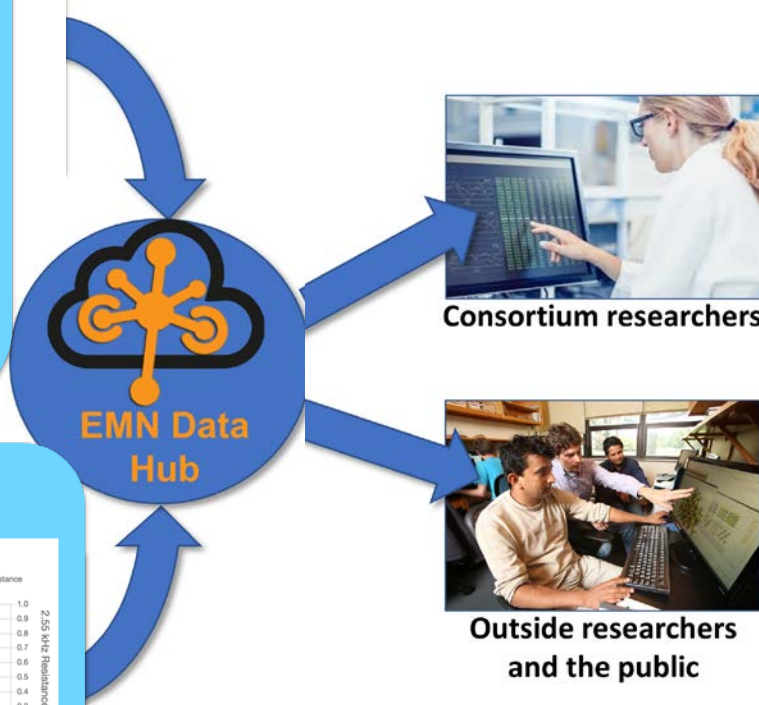 EMN Data
Hub
Consortium researchers
Outside researchers
and the public
stance
1.0
0.9
0.8
0.7
0.6
0.5
0.4
2.55 kHz Resistance